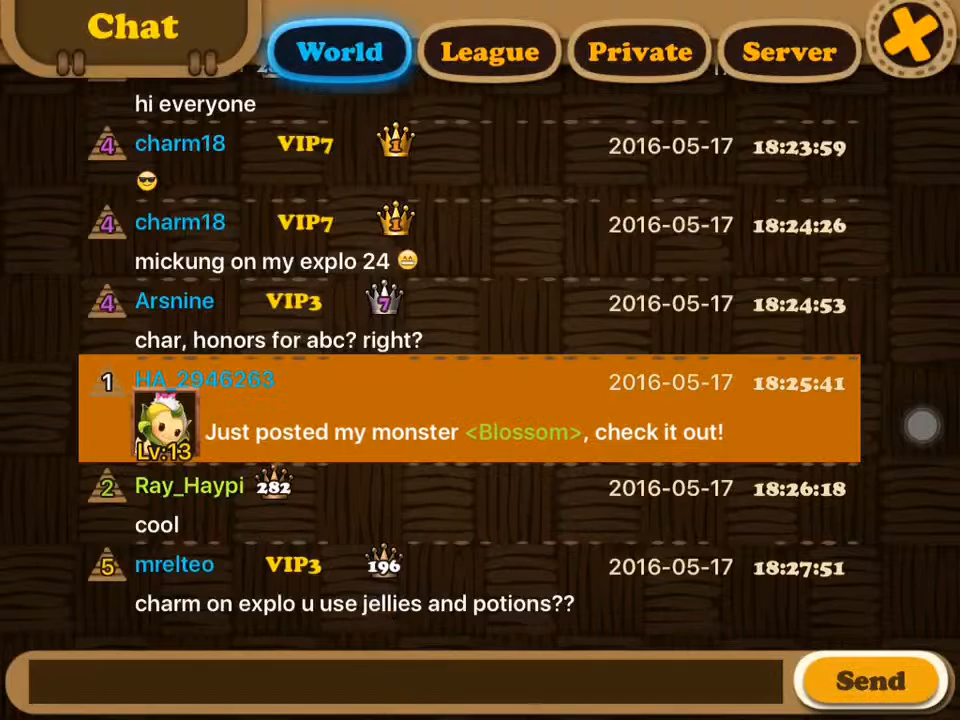 Chat
World
League
Private
Server
hi everyone
4 charm18 VIP7 1 2016-05-17 18:23:59
4 charm18 VIP7 1 2016-05-17 18:24:26
mickung on my explo 24
4 Arsnine VIP3 7 2016-05-17 18:24:53
char, honors for abc? right?
1 HA_2946263 2016-05-17 18:25:41
Just posted my monster <Blossom>, check it out!
Lv:13
2 Ray_Haypi 282 2016-05-17 18:26:18
cool
5 mrelteo VIP3 196 2016-05-17 18:27:51
charm on explo u use jellies and potions??
Send